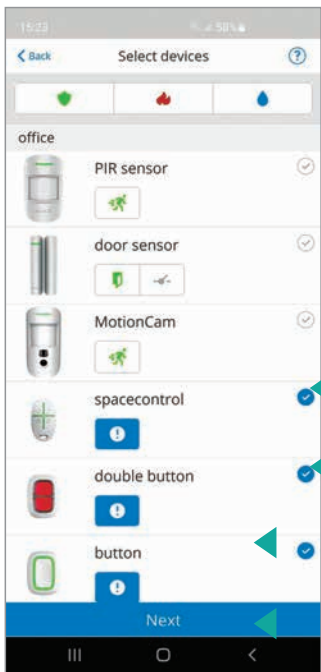 15:23 58%
Back Select devices ?
office
PIR sensor
door sensor
MotionCam
spacecontrol
double button
button
Next